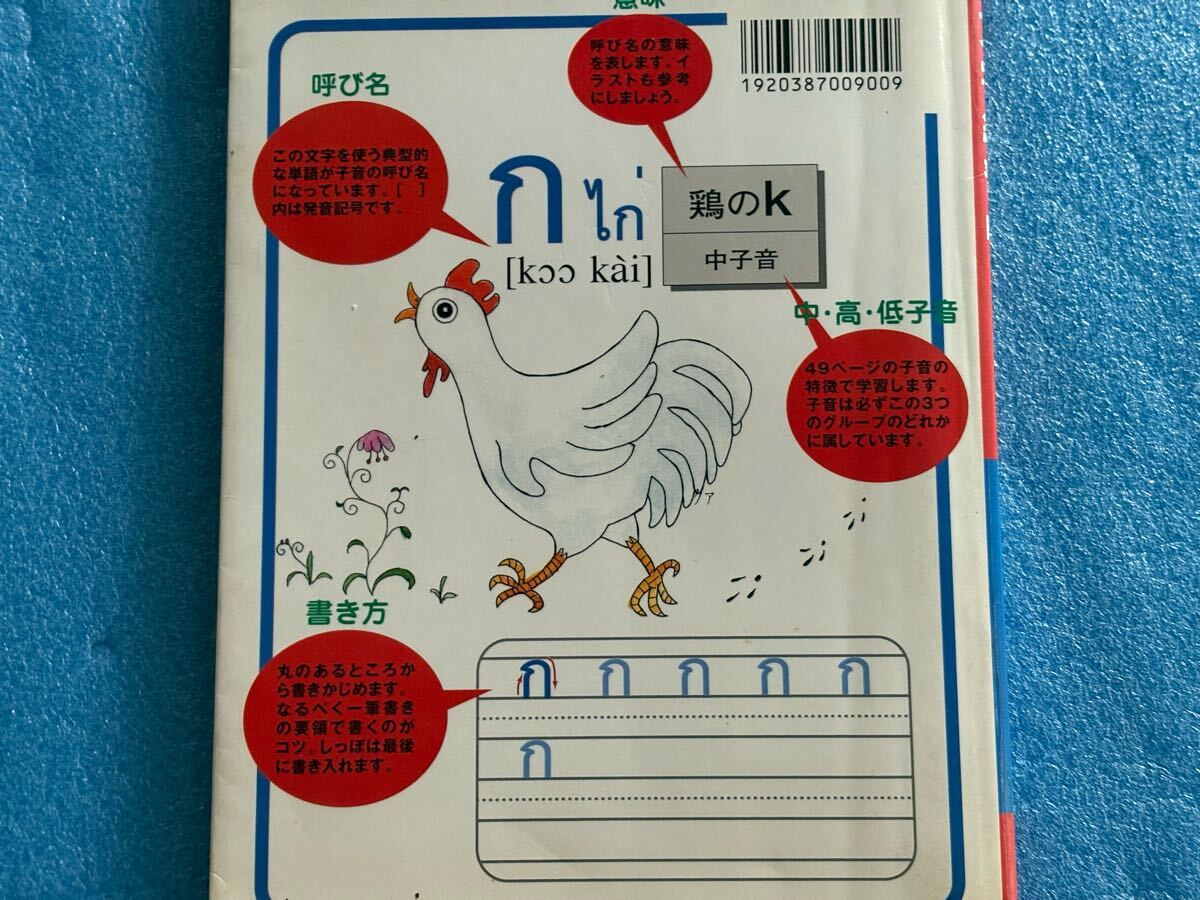 意味
呼び名の意味
を表します。イ
ラストも参考
にしましょう。
1920387009009
呼び名
この文字を使う典型的
な単語が子音の呼び名
になっています。[ ]
内は発音記号です。
ก ไก่
[kɔɔ kài]
鶏のk
中子音
中・高・低子音
49ページの子音の
特徴で学習します。
子音は必ずこの3つ
のグループのどれか
に属しています。
ア
書き方
丸のあるところか
ら書きかじめます。
なるべく一筆書き
の要領で書くのが
コツ。しっぽは最後
に書き入れます。
ก ก ก ก ก
ก